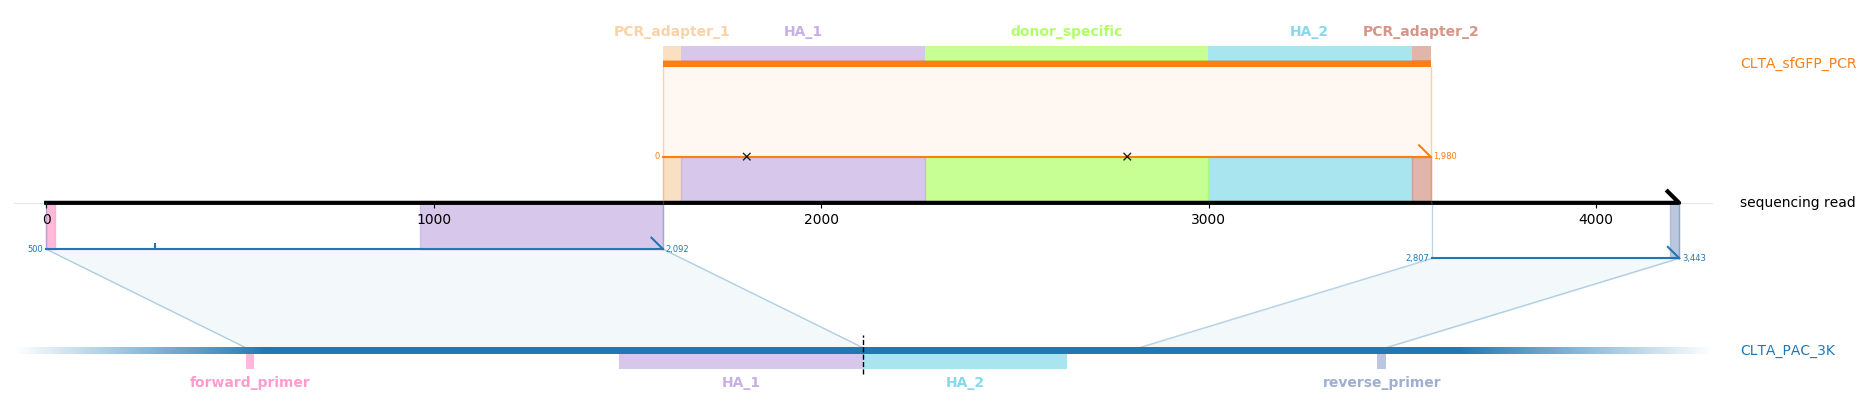 PCR_adapter_1 HA_1 donor_specific HA_2 PCR_adapter_2
CLTA_sfGFP_PCR
0 1,980
sequencing read
0 1000 2000 3000 4000
500 2,092
2,807 3,443
CLTA_PAC_3K
forward_primer HA_1 HA_2 reverse_primer